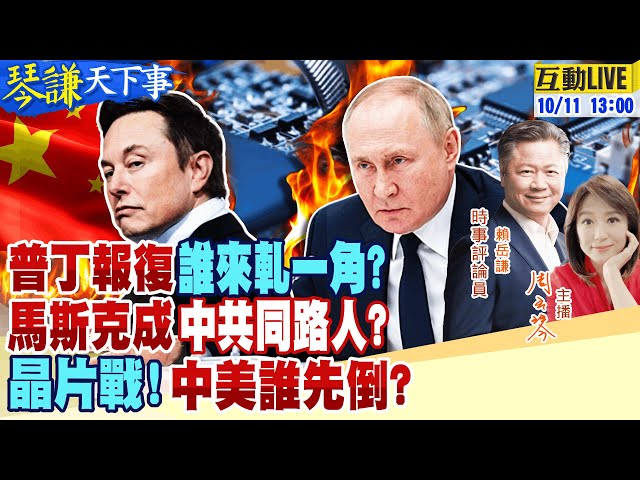 琴謙天下事
互動LIVE
10/11 13:00
時事評論員
賴岳謙
主播
周玉琴
普丁報復 誰來軋一角?
馬斯克成 中共同路人?
晶片戰! 中美誰先倒?